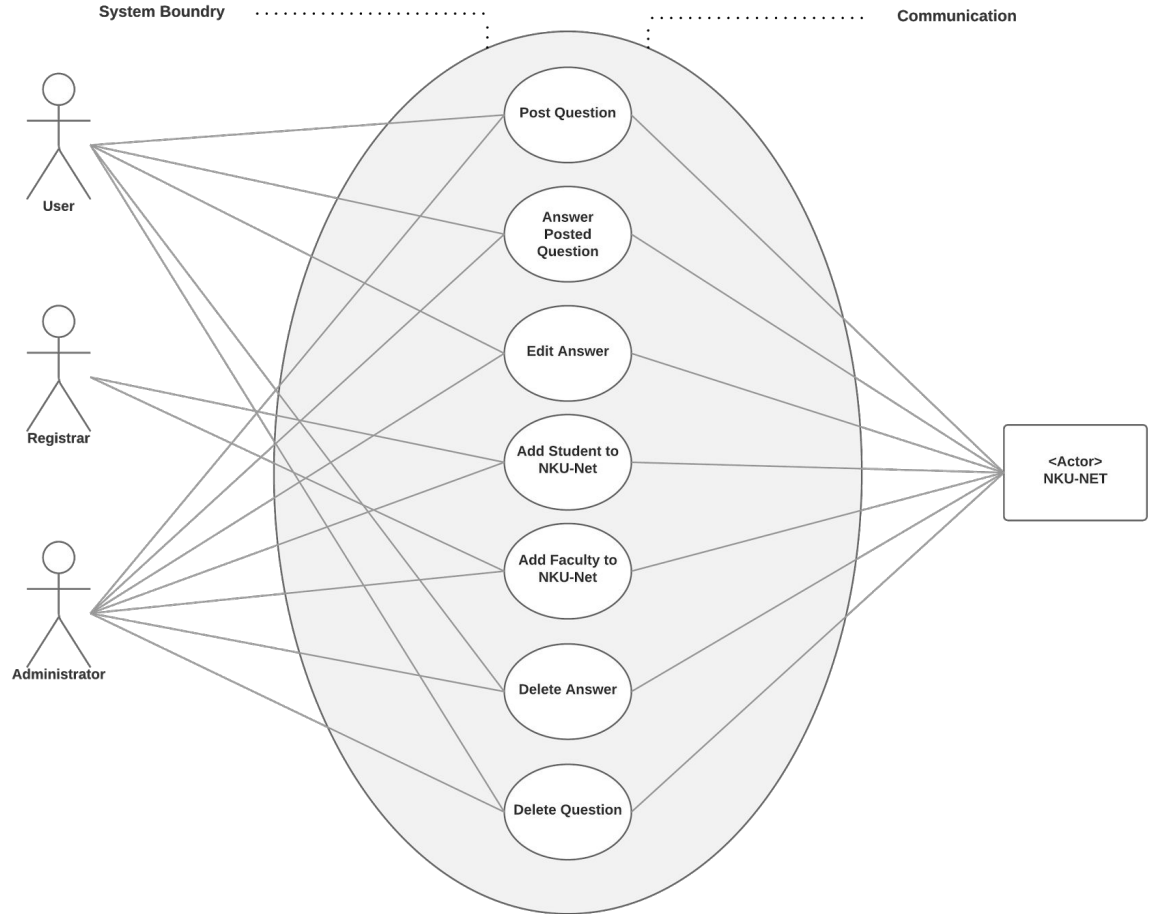 System Boundry
Communication
User
Registrar
Administrator
Post Question
Answer
Posted
Question
Edit Answer
Add Student to
NKU-Net
Add Faculty to
NKU-Net
Delete Answer
Delete Question
<Actor>
NKU-NET